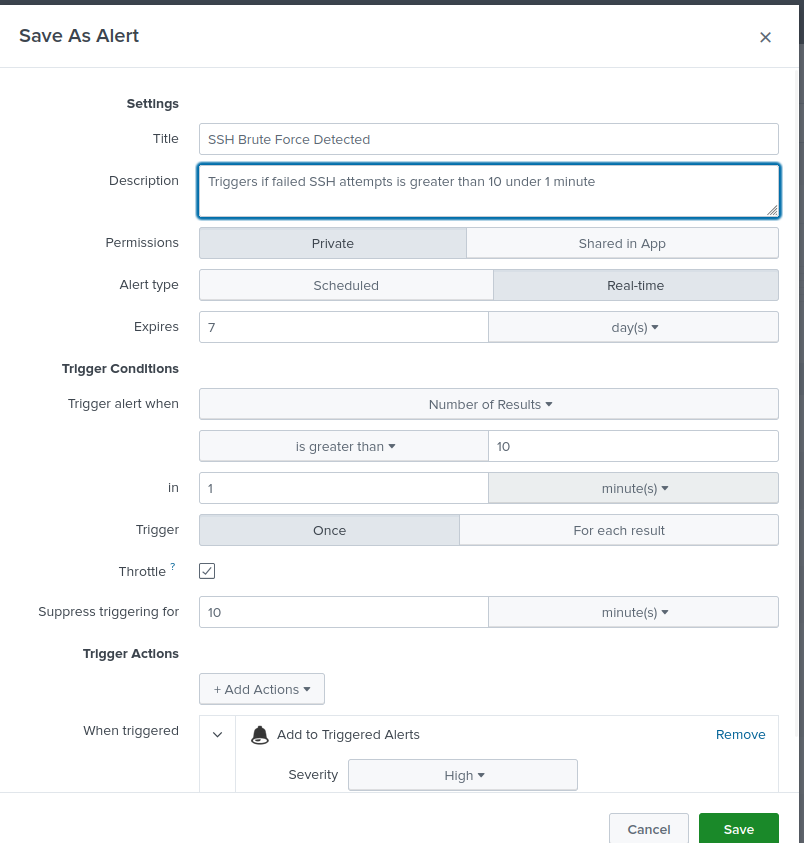 Save As Alert ×
Settings
Title SSH Brute Force Detected
Description Triggers if failed SSH attempts is greater than 10 under 1 minute
Permissions Private Shared in App
Alert type Scheduled Real-time
Expires 7 day(s)
Trigger Conditions
Trigger alert when Number of Results
is greater than 10
in 1 minute(s)
Trigger Once For each result
Throttle ?
Suppress triggering for 10 minute(s)
Trigger Actions
+ Add Actions
When triggered Add to Triggered Alerts Remove
Severity High
Cancel Save